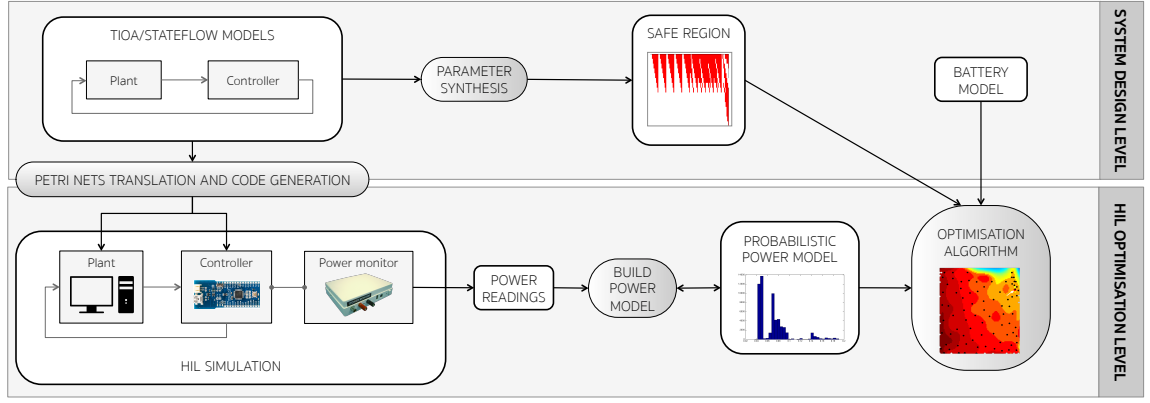 TIOA/STATEFLOW MODELS
Plant
Controller
PARAMETER
SYNTHESIS
SAFE REGION
BATTERY
MODEL
SYSTEM DESIGN LEVEL
PETRI NETS TRANSLATION AND CODE GENERATION
Plant
Controller
Power monitor
HIL SIMULATION
POWER
READINGS
BUILD
POWER
MODEL
PROBABILISTIC
POWER MODEL
OPTIMISATION
ALGORITHM
HIL OPTIMISATION LEVEL